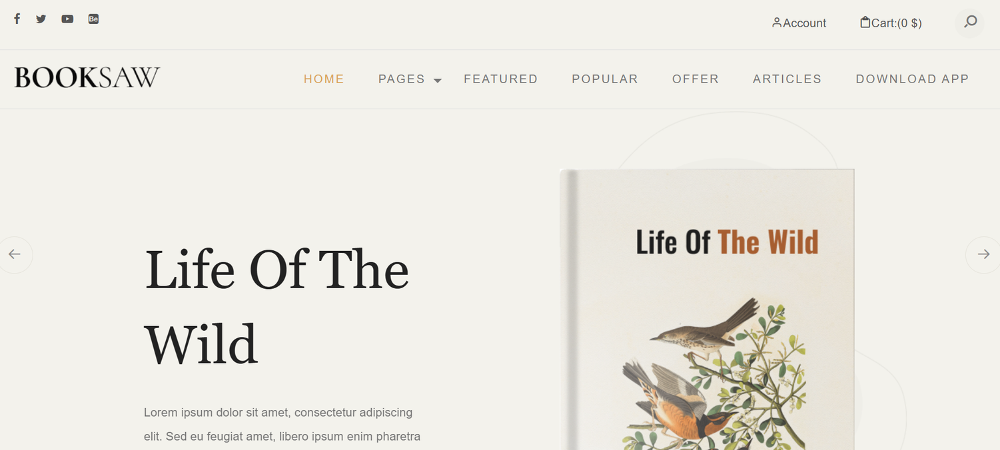 Be
Account
Cart:(0 $)
BOOKSAW
HOME
PAGES
FEATURED
POPULAR
OFFER
ARTICLES
DOWNLOAD APP
Life Of The
Wild
Lorem ipsum dolor sit amet, consectetur adipiscing
elit. Sed eu feugiat amet, libero ipsum enim pharetra
Life Of The Wild